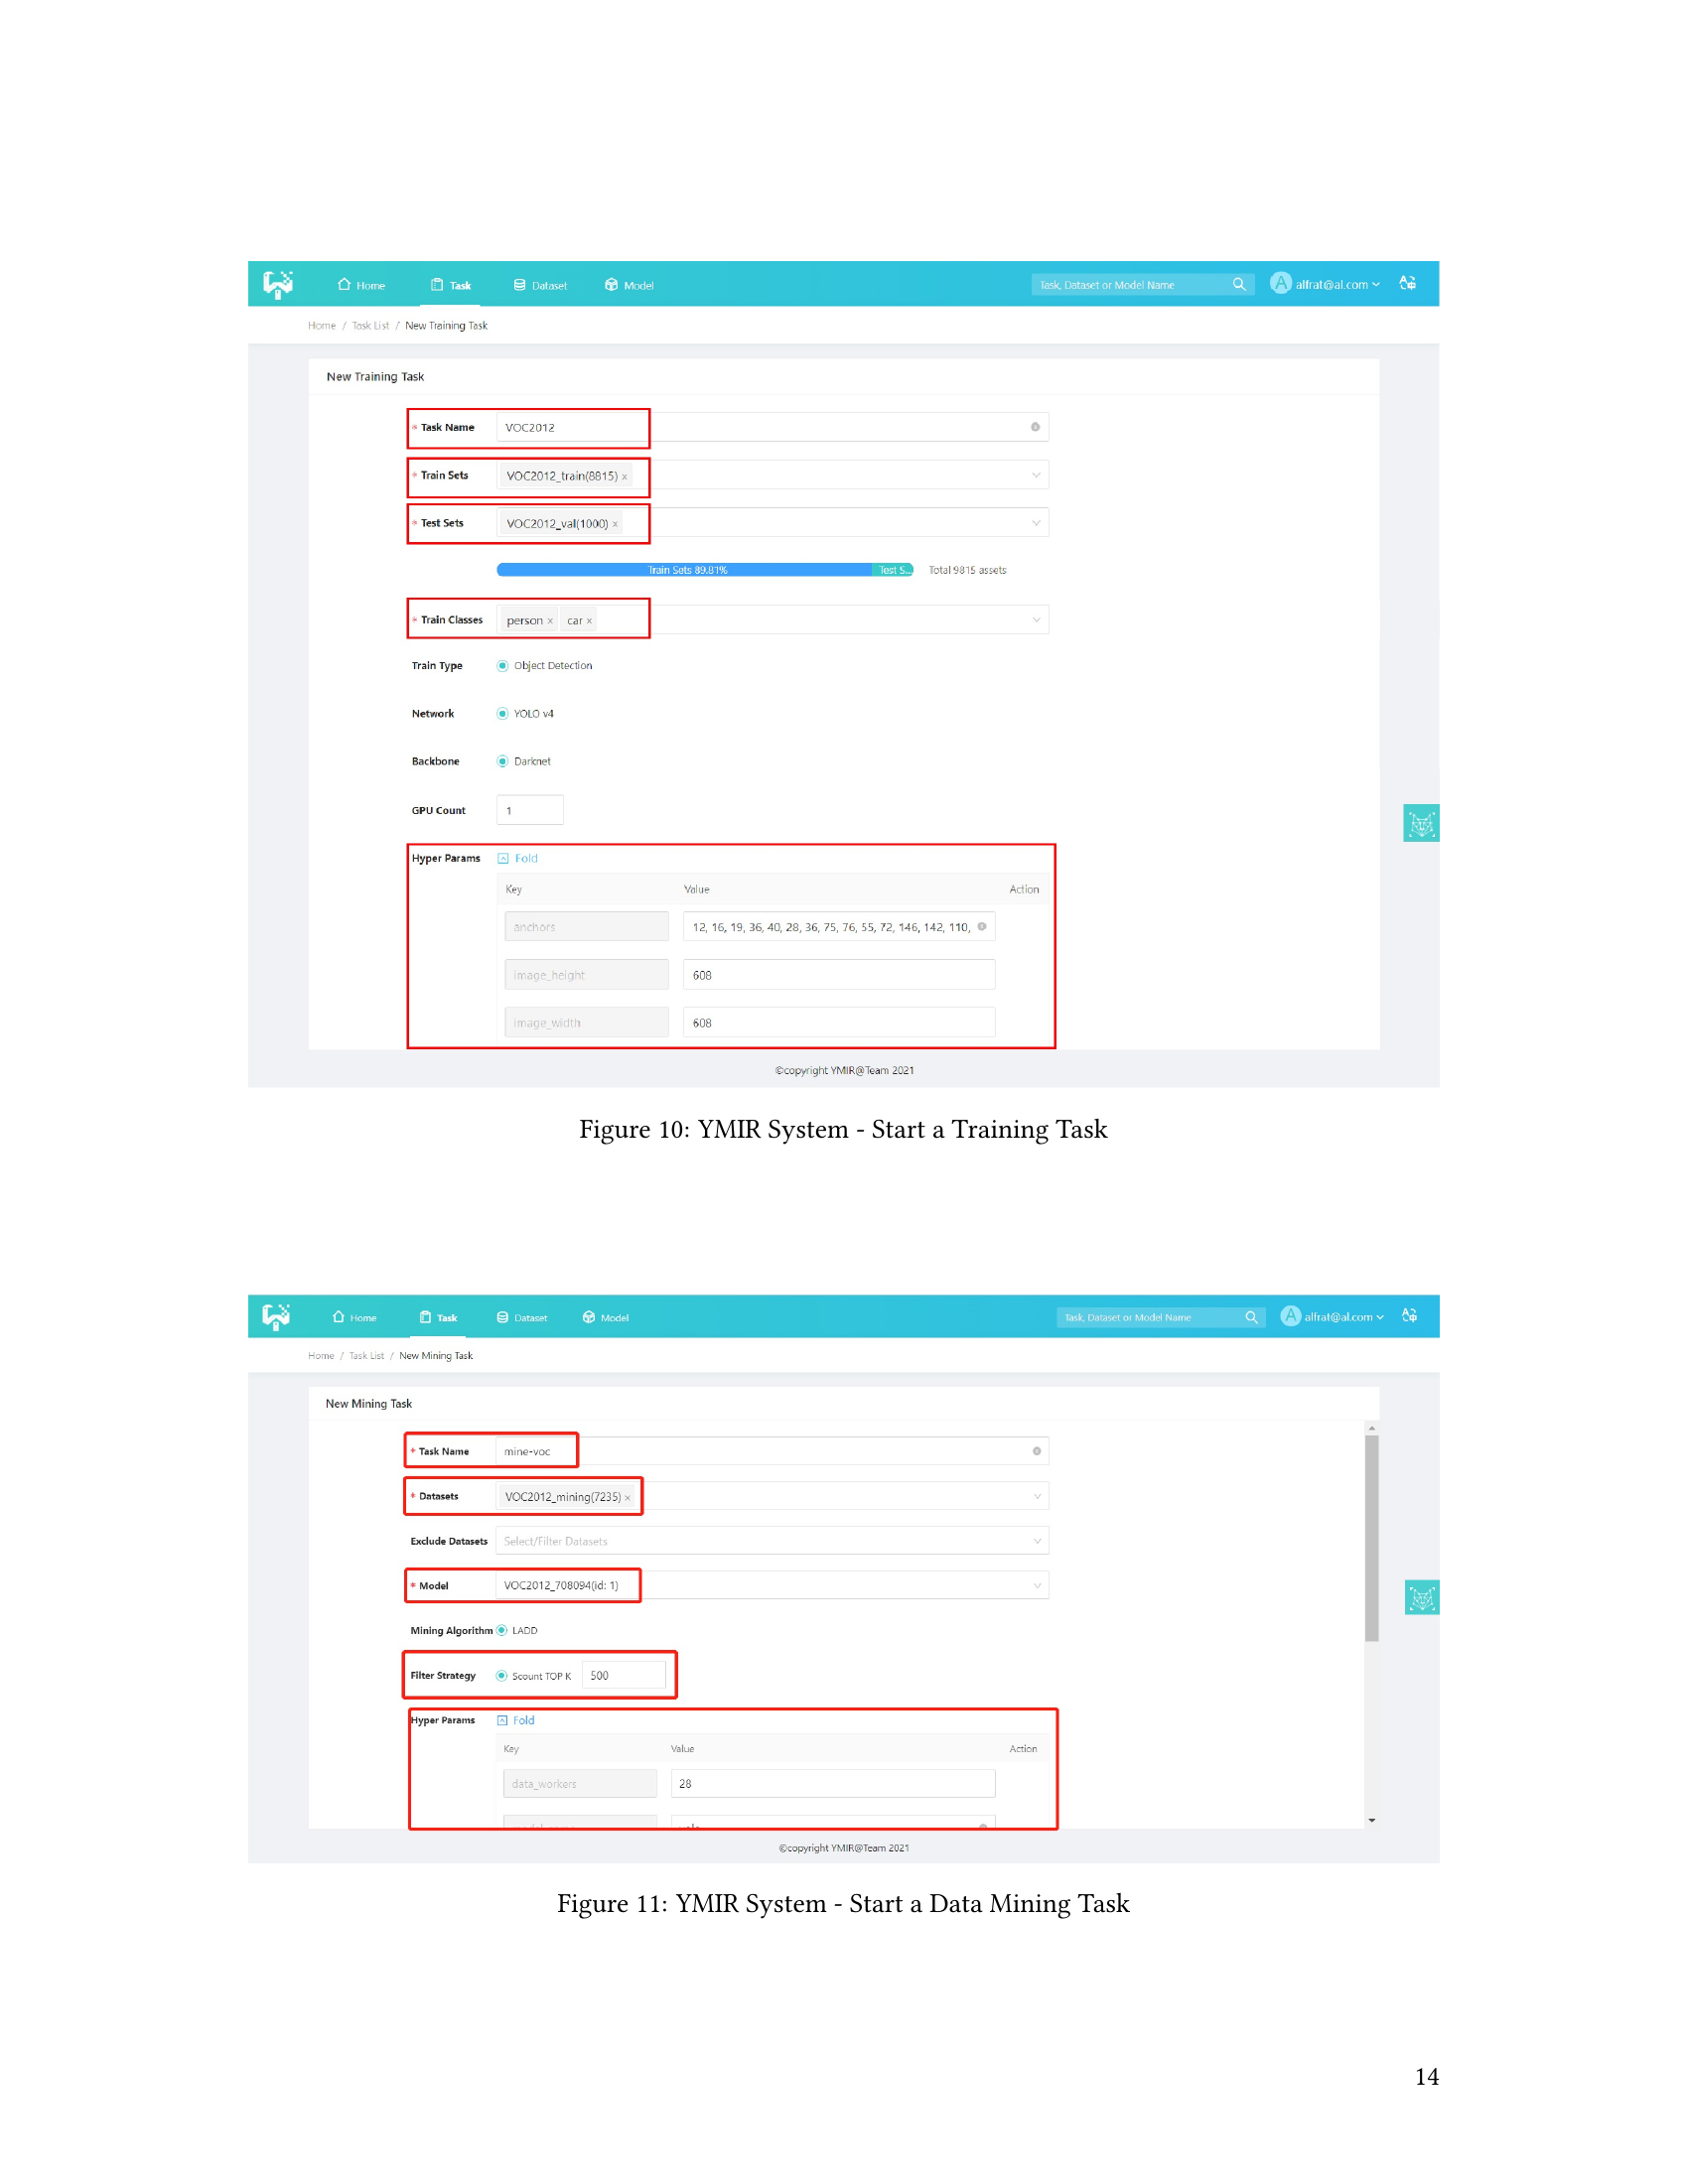 Home Task Dataset Model Task, Dataset or Model Name A alfrat@al.com
Home / Task List / New Training Task
New Training Task
* Task Name VOC2012
* Train Sets VOC2012_train(8815) ×
* Test Sets VOC2012_val(1000) ×
Train Sets 89.81% Test S... Total 9815 assets
* Train Classes person × car ×
Train Type Object Detection
Network YOLO v4
Backbone Darknet
GPU Count 1
Hyper Params Fold
Key Value Action
anchors 12, 16, 19, 36, 40, 28, 36, 75, 76, 55, 72, 146, 142, 110,
image_height 608
image_width 608
©copyright YMIR@Team 2021
Figure 10: YMIR System - Start a Training Task
Home Task Dataset Model Task, Dataset or Model Name A alfrat@al.com
Home / Task List / New Mining Task
New Mining Task
* Task Name mine-voc
* Datasets VOC2012_mining(7235) ×
Exclude Datasets Select/Filter Datasets
* Model VOC2012_708094(id: 1)
Mining Algorithm LADD
Filter Strategy Scount TOP K 500
Hyper Params Fold
Key Value Action
data_workers 28
©copyright YMIR@Team 2021
Figure 11: YMIR System - Start a Data Mining Task
14